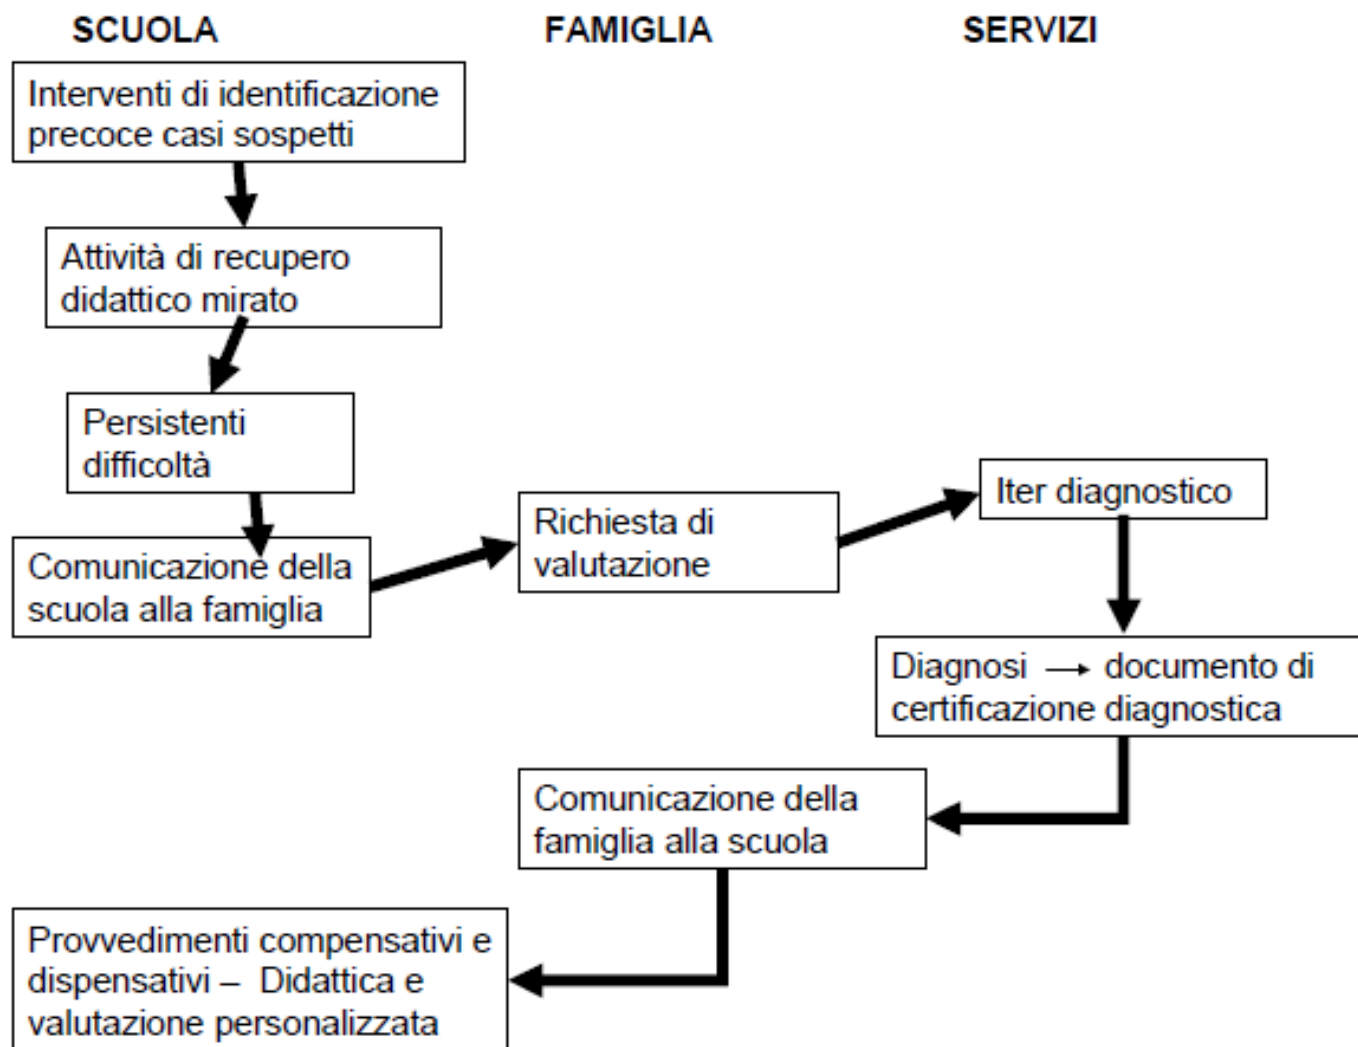 SCUOLA
FAMIGLIA
SERVIZI
Interventi di identificazione
precoce casi sospetti
Attività di recupero
didattico mirato
Persistenti
difficoltà
Comunicazione della
scuola alla famiglia
Richiesta di
valutazione
Iter diagnostico
Diagnosi → documento di
certificazione diagnostica
Comunicazione della
famiglia alla scuola
Provvedimenti compensativi e
dispensativi – Didattica e
valutazione personalizzata